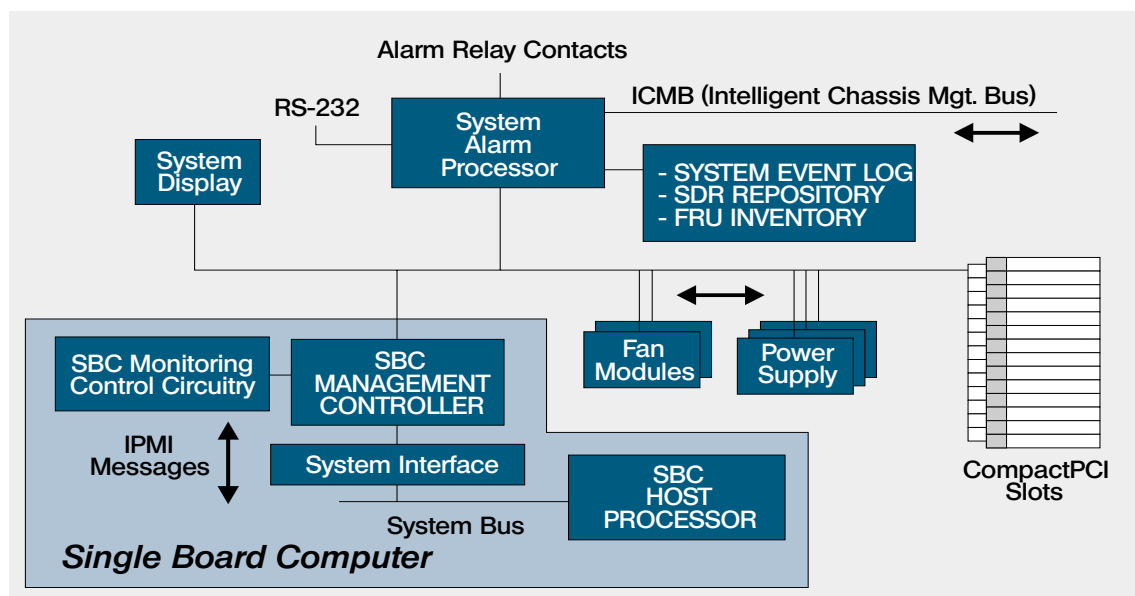 Alarm Relay Contacts
RS-232
ICMB (Intelligent Chassis Mgt. Bus)
System
Alarm
Processor
System
Display
- SYSTEM EVENT LOG
- SDR REPOSITORY
- FRU INVENTORY
SBC Monitoring
Control Circuitry
SBC
MANAGEMENT
CONTROLLER
Fan
Modules
Power
Supply
IPMI
Messages
System Interface
SBC
HOST
PROCESSOR
CompactPCI
Slots
System Bus
Single Board Computer